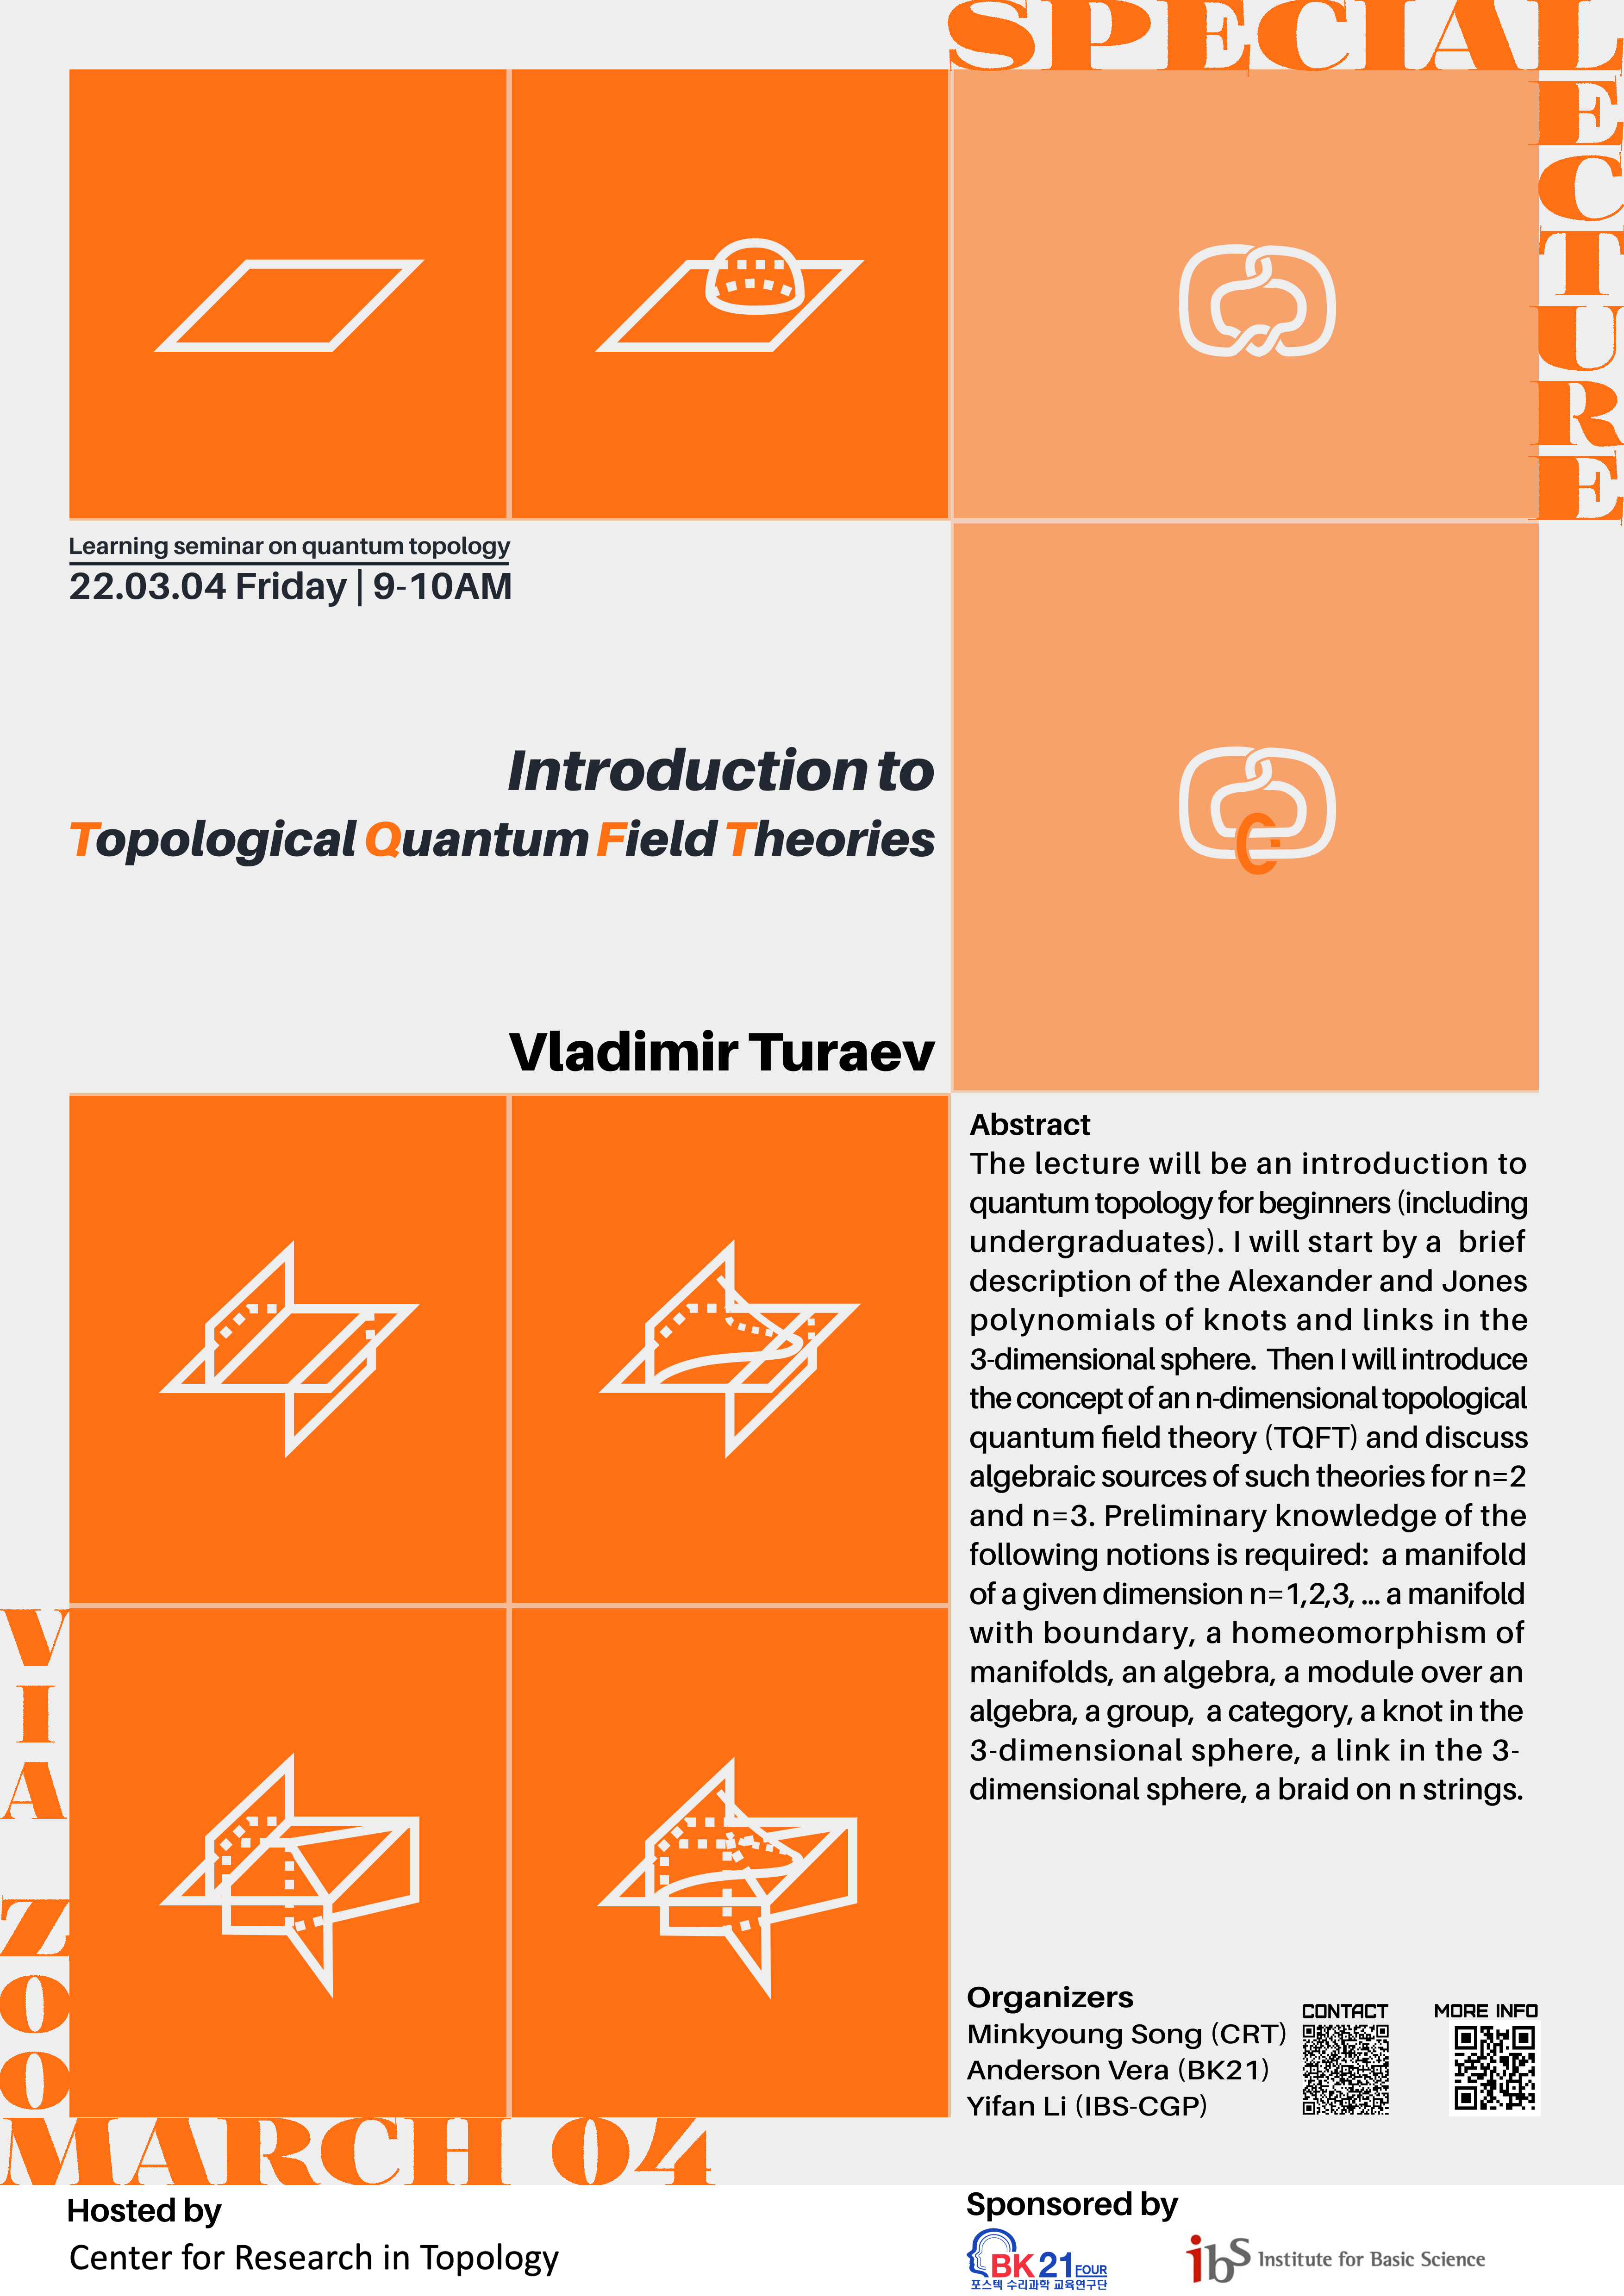 SPECIAL
LECTURE
Learning seminar on quantum topology
22.03.04 Friday | 9-10AM
Introduction to
Topological Quantum Field Theories
Vladimir Turaev
Abstract
The lecture will be an introduction to
quantum topology for beginners (including
undergraduates). I will start by a brief
description of the Alexander and Jones
polynomials of knots and links in the
3-dimensional sphere. Then I will introduce
the concept of an n-dimensional topological
quantum field theory (TQFT) and discuss
algebraic sources of such theories for n=2
and n=3. Preliminary knowledge of the
following notions is required: a manifold
of a given dimension n=1,2,3, ... a manifold
with boundary, a homeomorphism of
manifolds, an algebra, a module over an
algebra, a group, a category, a knot in the
3-dimensional sphere, a link in the 3-
dimensional sphere, a braid on n strings.
VIA ZOOM
MARCH 04
Organizers
Minkyoung Song (CRT)
Anderson Vera (BK21)
Yifan Li (IBS-CGP)
CONTACT
MORE INFO
Hosted by
Center for Research in Topology
Sponsored by
BK 21 FOUR
포스텍 수리과학 교육연구단
ibs Institute for Basic Science